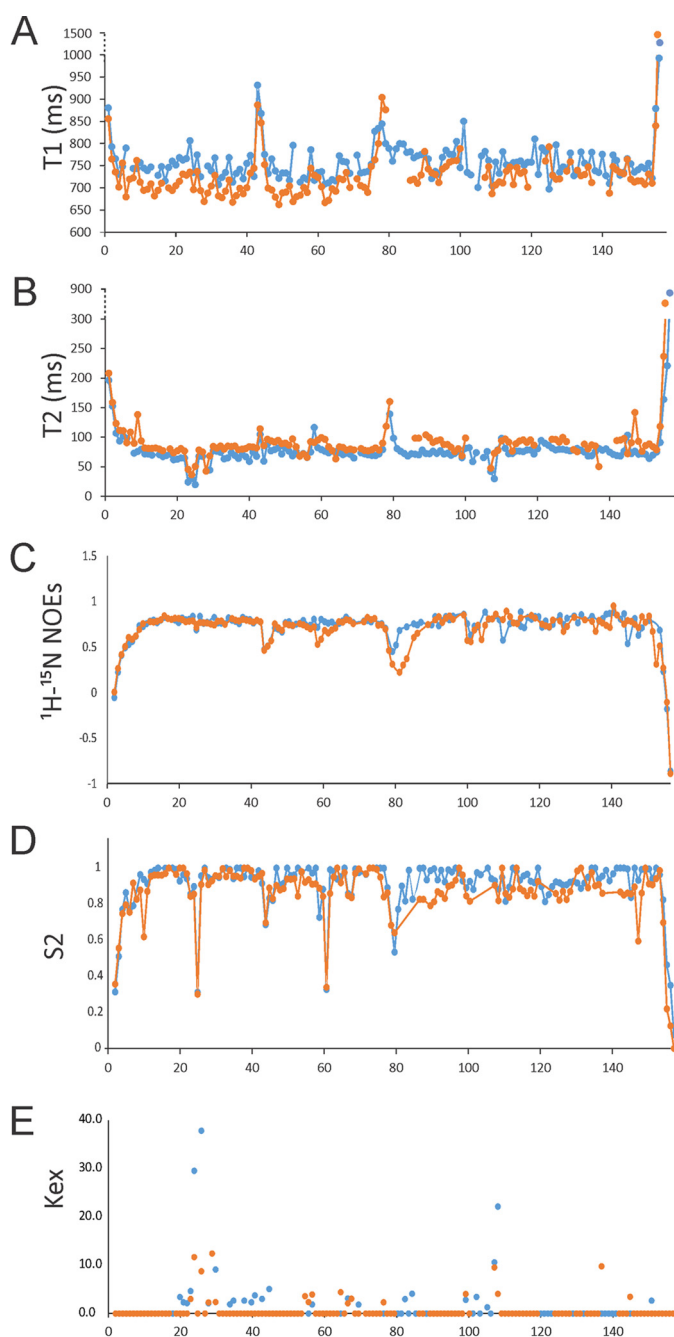 A
T1 (ms)
1500
1000
950
900
850
800
750
700
650
600
0 20 40 60 80 100 120 140
B
T2 (ms)
900
300
250
200
150
100
50
0
0 20 40 60 80 100 120 140
C
¹H-¹⁵N NOEs
1.5
1
0.5
0
-0.5
-1
0 20 40 60 80 100 120 140
D
S2
1
0.8
0.6
0.4
0.2
0
0 20 40 60 80 100 120 140
E
Kex
40.0
30.0
20.0
10.0
0.0
0 20 40 60 80 100 120 140